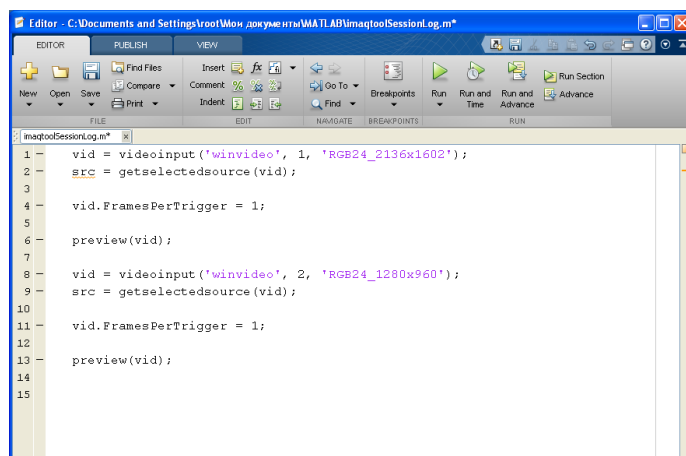 Editor - C:\Documents and Settings\root\Мои документы\MATLAB\imaqtoolSessionLog.m*
EDITOR PUBLISH VIEW
New Open Save Find Files Compare Print
Insert fx
Comment %
Indent
Go To
Find
Breakpoints
Run Run and Time Run and Advance Run Section Advance
FILE EDIT NAVIGATE BREAKPOINTS RUN
imaqtoolSessionLog.m*
1 vid = videoinput('winvideo', 1, 'RGB24_2136x1602');
2 src = getselectedsource(vid);
3
4 vid.FramesPerTrigger = 1;
5
6 preview(vid);
7
8 vid = videoinput('winvideo', 2, 'RGB24_1280x960');
9 src = getselectedsource(vid);
10
11 vid.FramesPerTrigger = 1;
12
13 preview(vid);
14
15